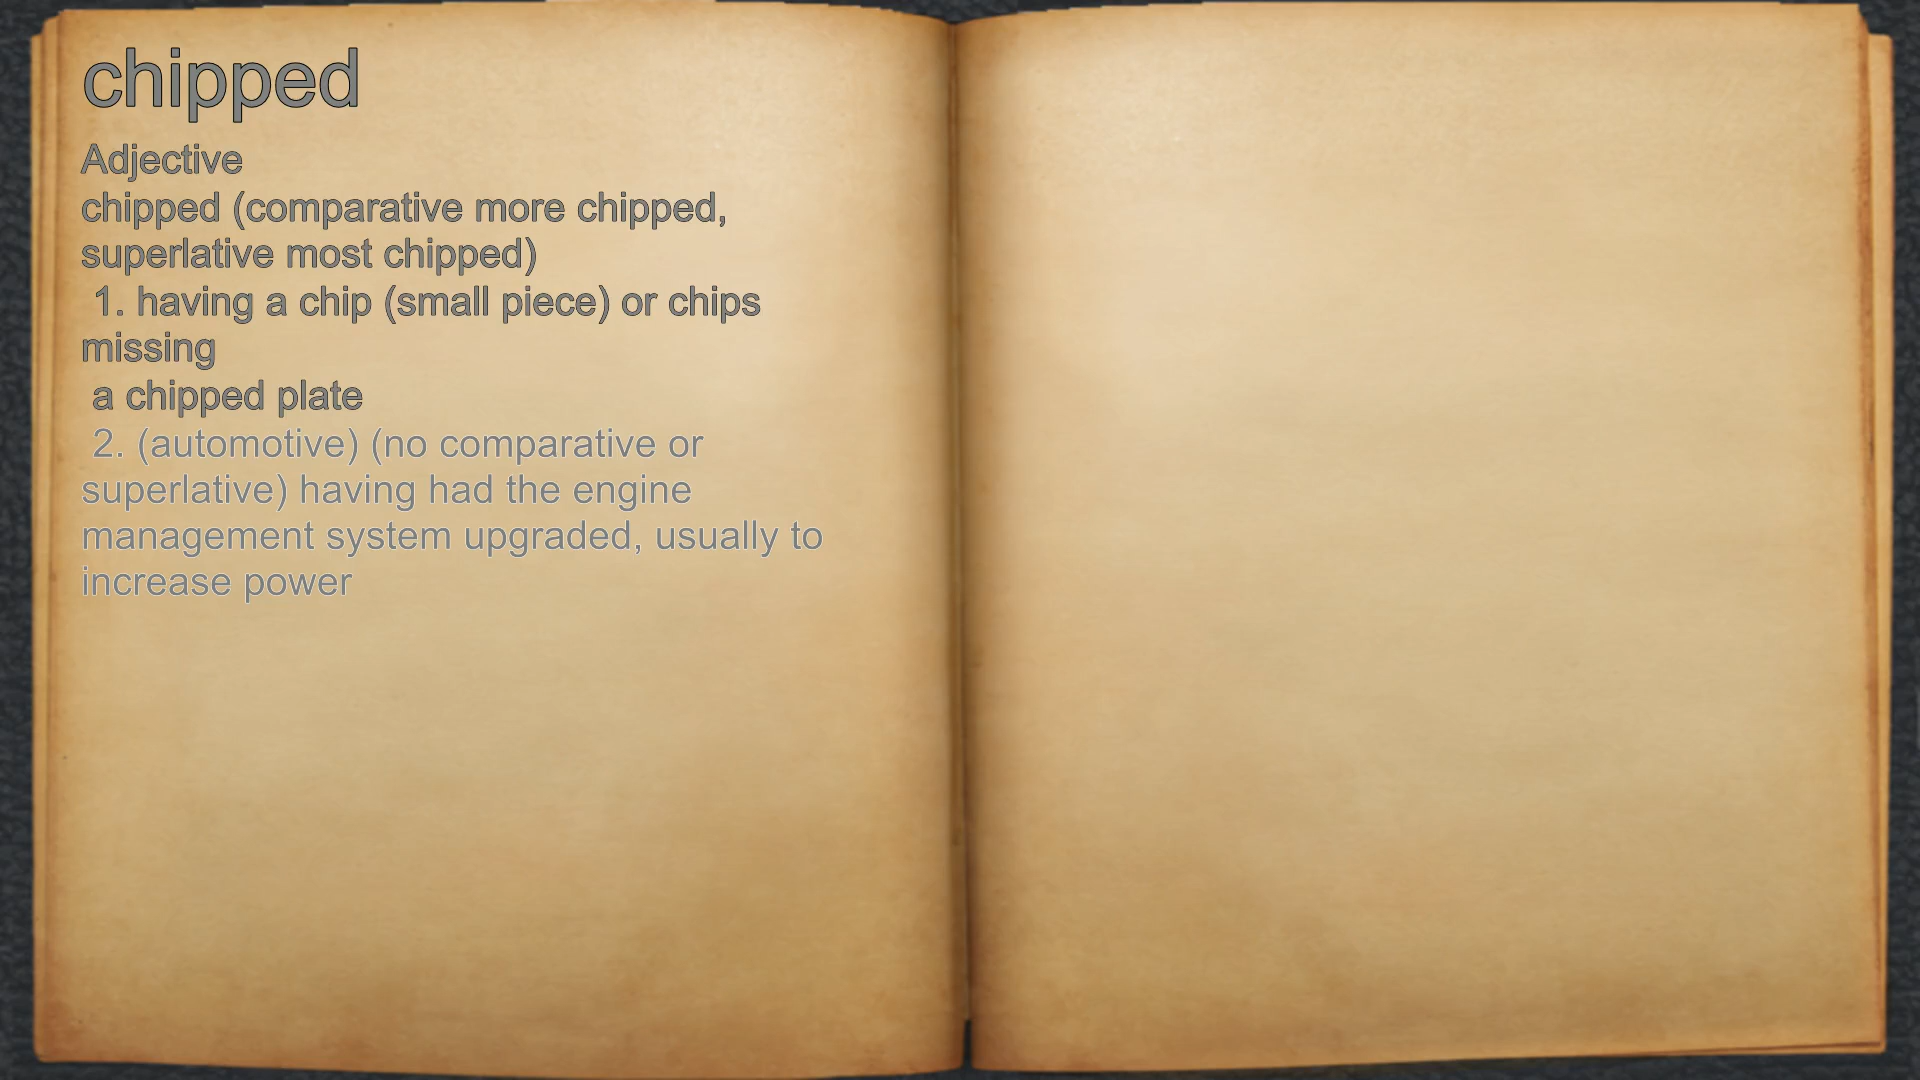 chipped
Adjective
chipped (comparative more chipped,
superlative most chipped)
1. having a chip (small piece) or chips
missing
a chipped plate
2. (automotive) (no comparative or
superlative) having had the engine
management system upgraded, usually to
increase power